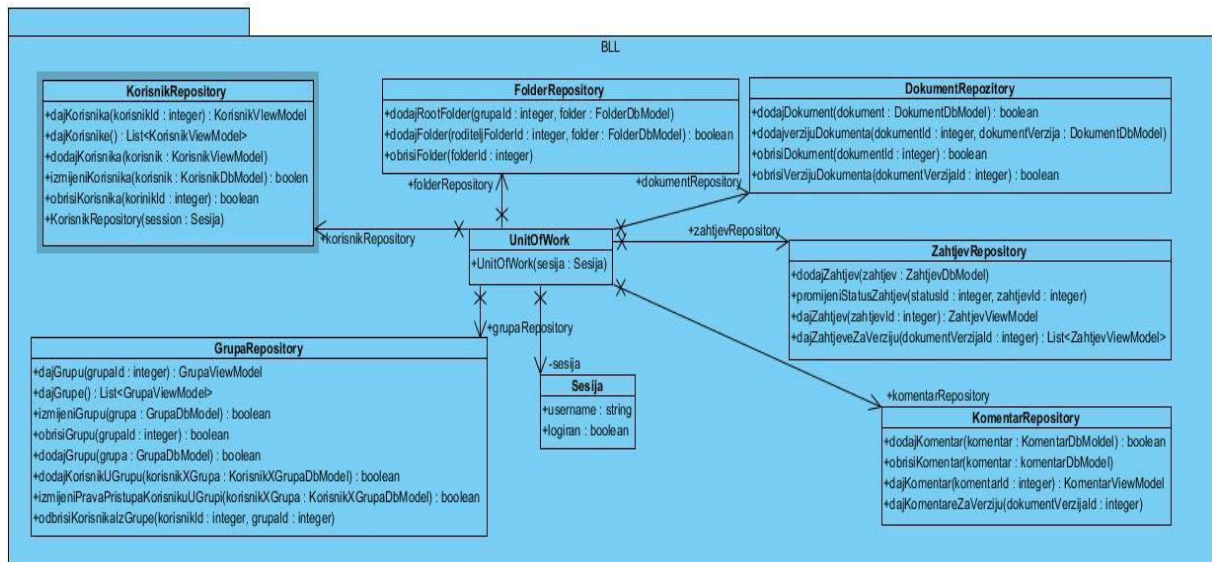 BLL
KorisnikRepository
+dajKorisnika(korisnikId : integer) : KorisnikVIewModel
+dajKorisnike() : List<KorisnikViewModel>
+dodajKorisnika(korisnik : KorisnikViewModel)
+izmijeniKorisnika(korisnik : KorisnikDbModel) : boolen
+obrisiKorisnika(korinikId : integer) : boolean
+KorisnikRepository(session : Sesija)
FolderRepository
+dodajRootFolder(grupaId : integer, folder : FolderDbModel)
+dodajFolder(roditeljFolderId : integer, folder : FolderDbModel) : boolean
+obrisiFolder(folderId : integer)
DokumentRepozitory
+dodajDokument(dokument : DokumentDbModel) : boolean
+dodajverzijuDokumenta(dokumentId : integer, dokumentVerzija : DokumentDbModel)
+obrisiDokument(dokumentId : integer) : boolean
+obrisiVerzijuDokumenta(dokumentVerzijaId : integer) : boolean
+folderRepository
+dokumentRepository
+korisnikRepository
UnitOfWork
+UnitOfWork(sesija : Sesija)
+zahtjevRepository
ZahtjevRepository
+dodajZahtjev(zahtjev : ZahtjevDbModel)
+promijeniStatusZahtjev(statusId : integer, zahtjevId : integer)
+dajZahtjev(zahtjevId : integer) : ZahtjevViewModel
+dajZahtjeveZaVerziju(dokumentVerzijaId : integer) : List<ZahtjevViewModel>
+grupaRepository
GrupaRepository
+dajGrupu(grupaId : integer) : GrupaViewModel
+dajGrupe() : List<GrupaViewModel>
+izmijeniGrupu(grupa : GrupaDbModel) : boolean
+obrisiGrupu(grupaId : integer) : boolean
+dodajGrupu(grupa : GrupaDbModel) : boolean
+dodajKorisnikUGrupu(korisnikXGrupa : KorisnikXGrupaDbModel) : boolean
+izmijeniPravaPristupaKorisnikuUGrupi(korisnikXGrupa : KorisnikXGrupaDbModel) : boolean
+odbrisiKorisnikaIzGrupe(korisnikId : integer, grupaId : integer)
-sesija
Sesija
+username : string
+logiran : boolean
+komentarRepository
KomentarRepository
+dodajKomentar(komentar : KomentarDbMoldel) : boolean
+obrisiKomentar(komentar : komentarDbModel)
+dajKomentar(komentarId : integer) : KomentarViewModel
+dajKomentareZaVerziju(dokumentVerzijaId : integer)